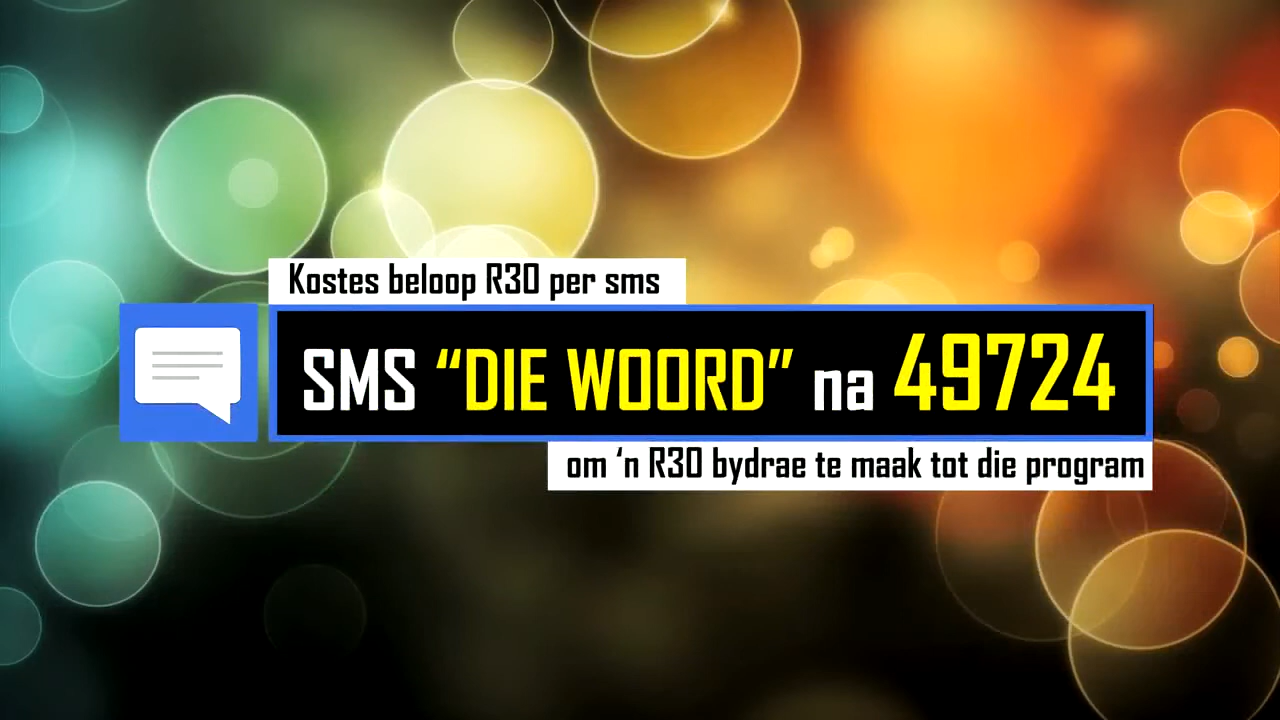 Kostes beloop R30 per sms
SMS “DIE WOORD” na 49724
om ‘n R30 bydrae te maak tot die program